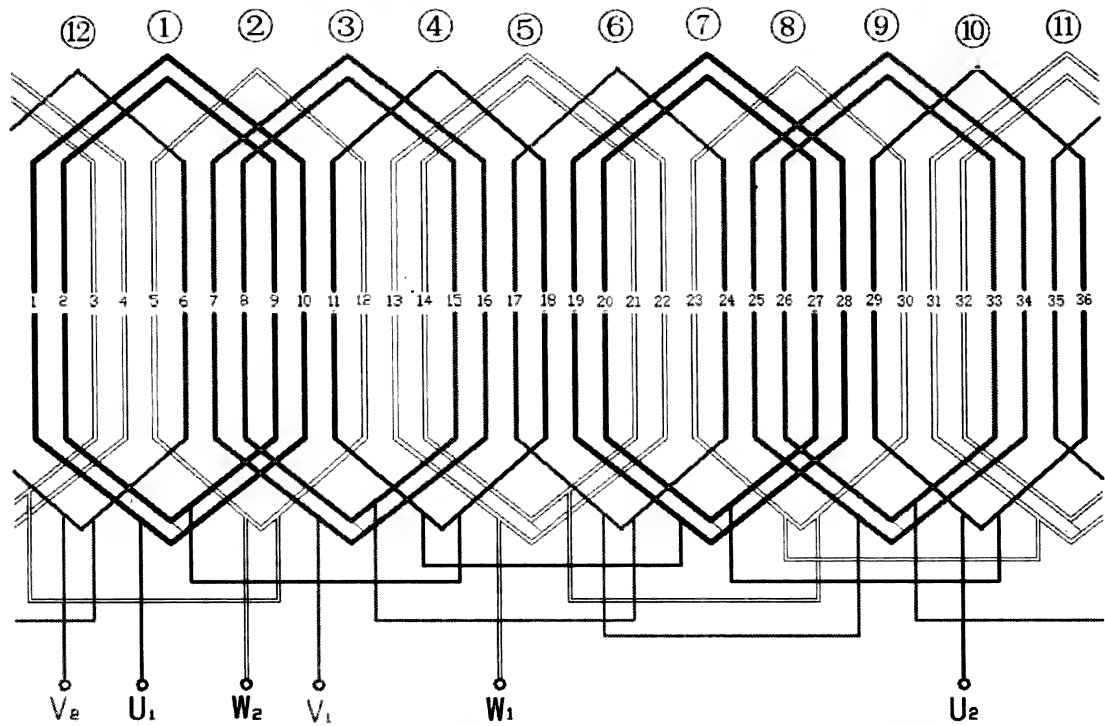 ⑫ ① ② ③ ④ ⑤ ⑥ ⑦ ⑧ ⑨ ⑩ ⑪
1 2 3 4 5 6 7 8 9 10 11 12 13 14 15 16 17 18 19 20 21 22 23 24 25 26 27 28 29 30 31 32 33 34 35 36
V₂ U₁ W₂ V₁ W₁ U₂